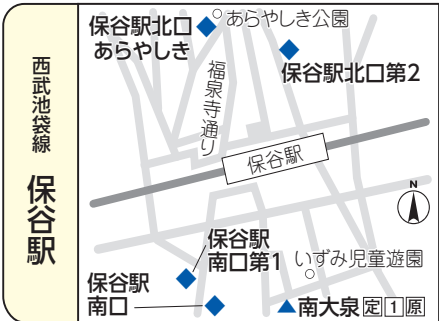 西武池袋線
保谷駅
保谷駅北口
あらやしき
あらやしき公園
保谷駅北口第2
福泉寺通り
保谷駅
N
保谷駅
南口第1
いずみ児童遊園
保谷駅
南口
南大泉 定 1 原